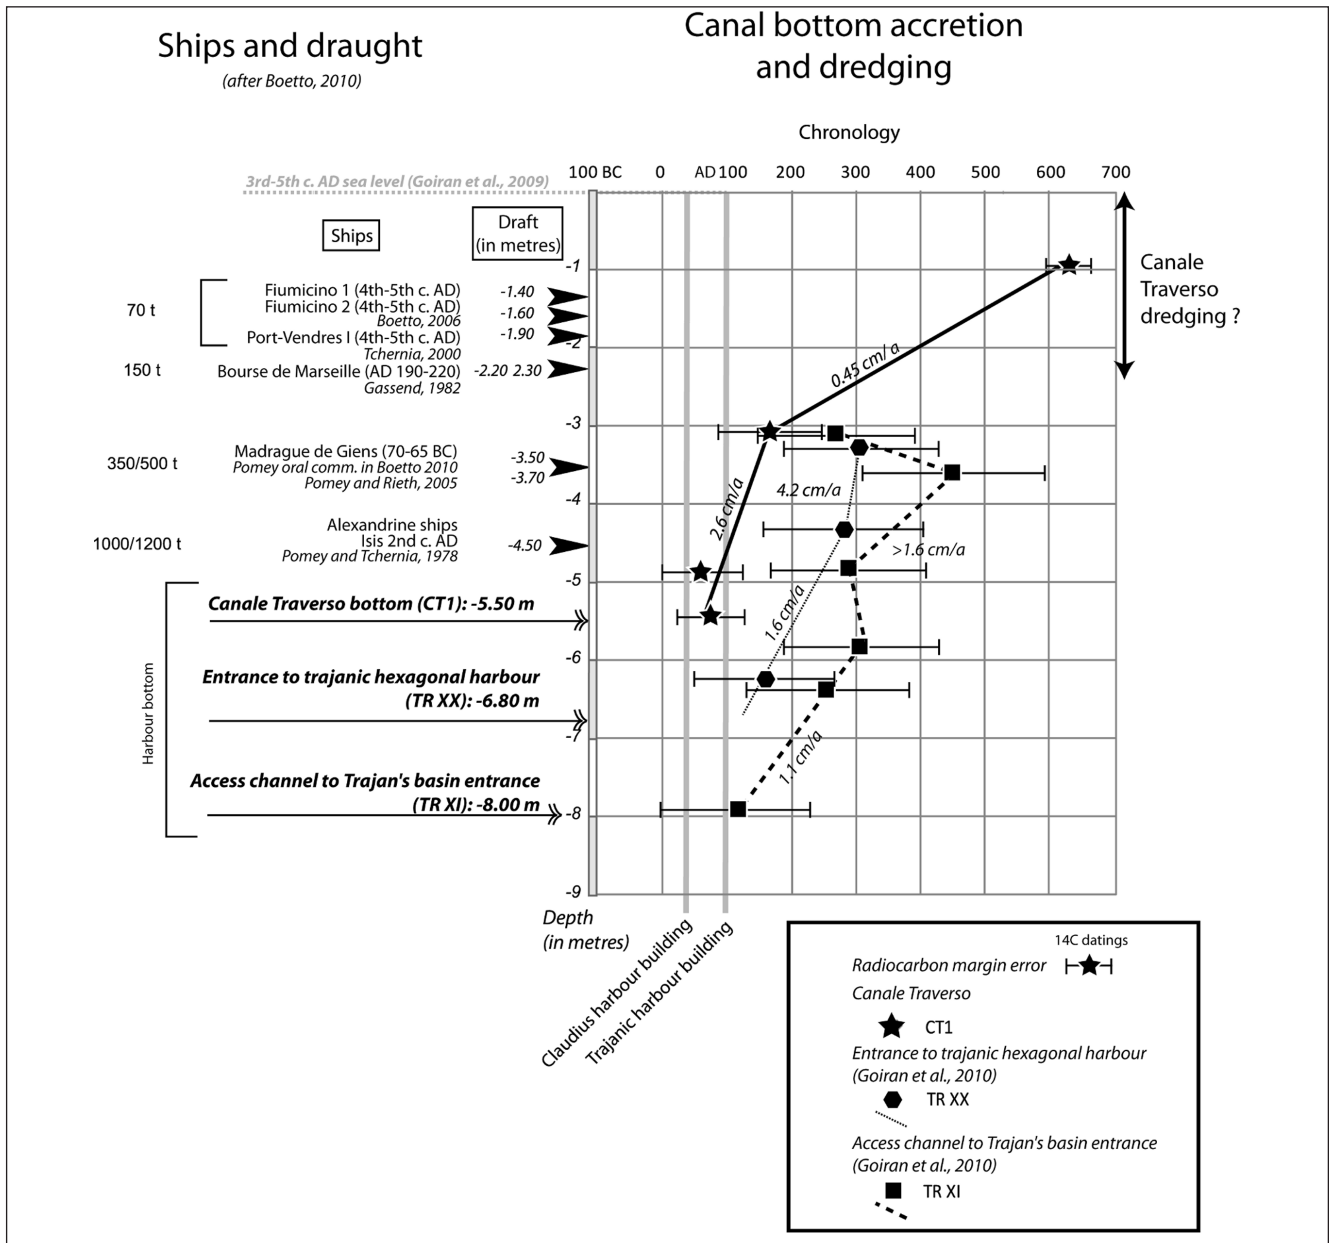 Ships and draught
(after Boetto, 2010)
Canal bottom accretion
and dredging
Chronology
100 BC 0 AD 100 200 300 400 500 600 700
3rd-5th c. AD sea level (Goiran et al., 2009)
Ships
Draft
(in metres)
-1
-2
-3
-4
-5
-6
-7
-8
-9
Depth
(in metres)
70 t
Fiumicino 1 (4th-5th c. AD)
-1.40
Fiumicino 2 (4th-5th c. AD)
Boetto, 2006
-1.60
Port-Vendres I (4th-5th c. AD)
Tchernia, 2000
-1.90
150 t
Bourse de Marseille (AD 190-220)
Gassend, 1982
-2.20 2.30
350/500 t
Madrague de Giens (70-65 BC)
Pomey oral comm. in Boetto 2010
Pomey and Rieth, 2005
-3.50
-3.70
1000/1200 t
Alexandrine ships
Isis 2nd c. AD
Pomey and Tchernia, 1978
-4.50
Harbour bottom
Canale Traverso bottom (CT1): -5.50 m
Entrance to trajanic hexagonal harbour
(TR XX): -6.80 m
Access channel to Trajan's basin entrance
(TR XI): -8.00 m
0.45 cm/ a
2.6 cm/a
4.2 cm/a
>1.6 cm/a
1.6 cm/a
1.1 cm/a
Canale
Traverso
dredging ?
Claudius harbour building
Trajanic harbour building
14C datings
Radiocarbon margin error
Canale Traverso
CT1
Entrance to trajanic hexagonal harbour
(Goiran et al., 2010)
TR XX
Access channel to Trajan's basin entrance
(Goiran et al., 2010)
TR XI